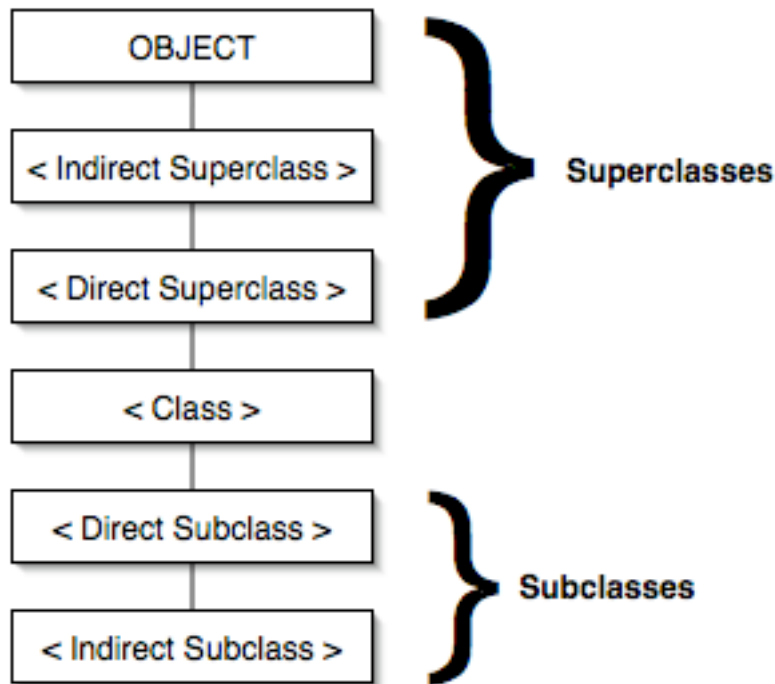 OBJECT
< Indirect Superclass >
Superclasses
< Direct Superclass >
< Class >
< Direct Subclass >
Subclasses
< Indirect Subclass >